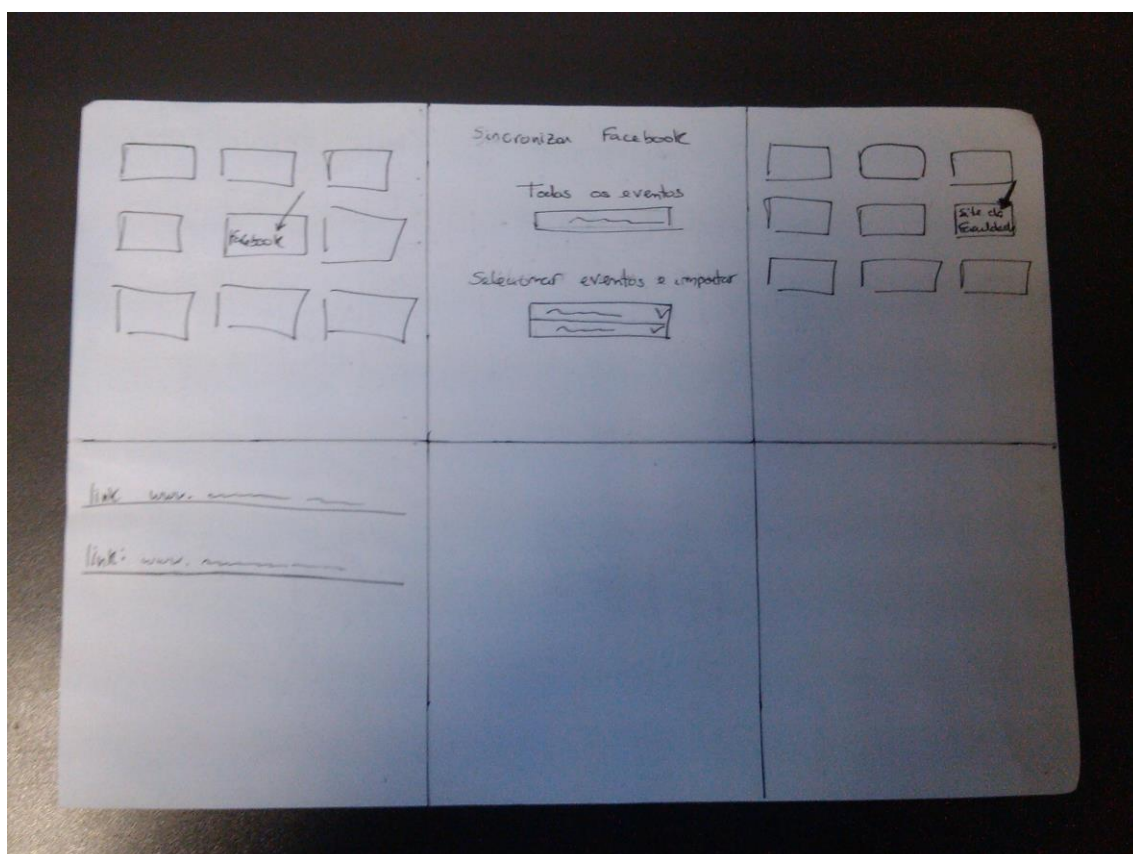 Facebook
Sincronizar Facebook
Todos os eventos
Selecionar eventos e importar
Site da
Faculdade
link www.
link: www.